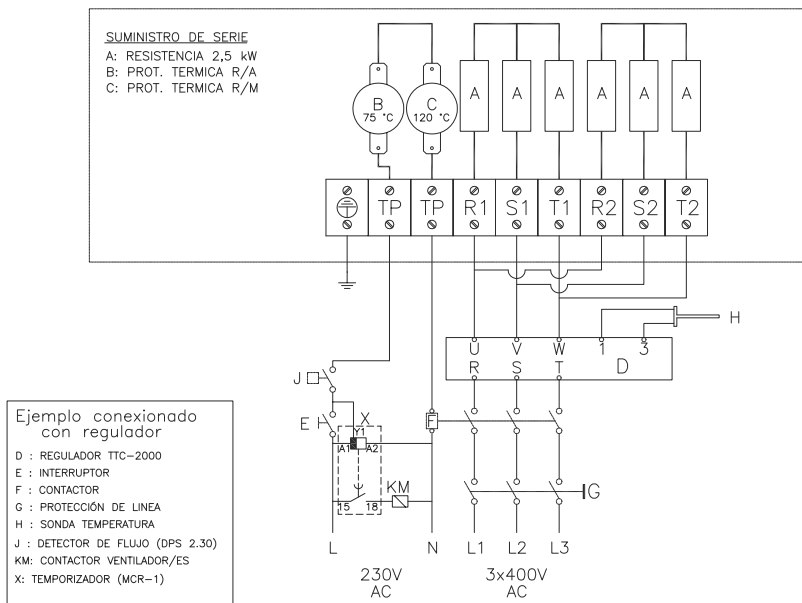 SUMINISTRO DE SERIE
A: RESISTENCIA 2,5 kW
B: PROT. TERMICA R/A
C: PROT. TERMICA R/M
B
75 °C
C
120 °C
A
A
A
A
A
A
TP
TP
R1
S1
T1
R2
S2
T2
H
U
V
W
1
3
R
S
T
D
J
E
X
Y1
A1
A2
F
KM
15
18
G
L
N
L1
L2
L3
230V
AC
3x400V
AC
Ejemplo conexionado
con regulador
D : REGULADOR TTC-2000
E : INTERRUPTOR
F : CONTACTOR
G : PROTECCIÓN DE LINEA
H : SONDA TEMPERATURA
J : DETECTOR DE FLUJO (DPS 2.30)
KM: CONTACTOR VENTILADOR/ES
X: TEMPORIZADOR (MCR-1)